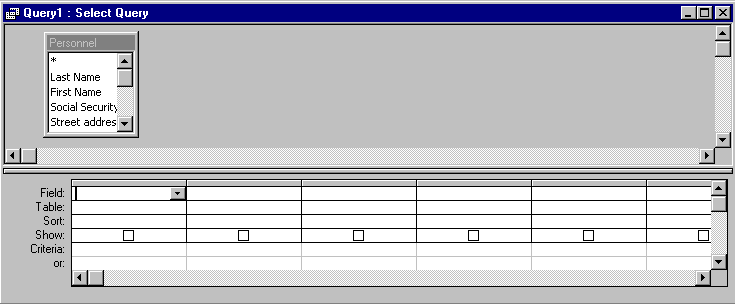 Query1 : Select Query
Personnel
*
Last Name
First Name
Social Security
Street addres
Field:
Table:
Sort:
Show:
Criteria:
or: